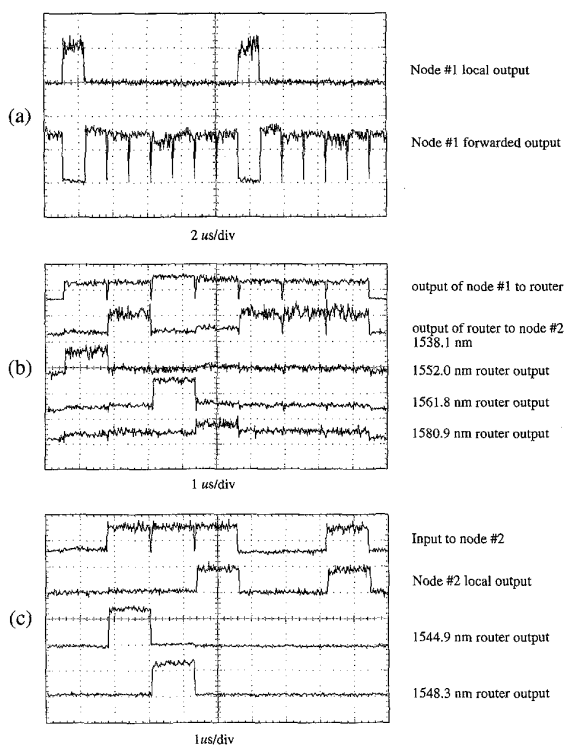 (a)
Node #1 local output
Node #1 forwarded output
2 us/div
(b)
output of node #1 to router
output of router to node #2
1538.1 nm
1552.0 nm router output
1561.8 nm router output
1580.9 nm router output
1 us/div
(c)
Input to node #2
Node #2 local output
1544.9 nm router output
1548.3 nm router output
1us/div